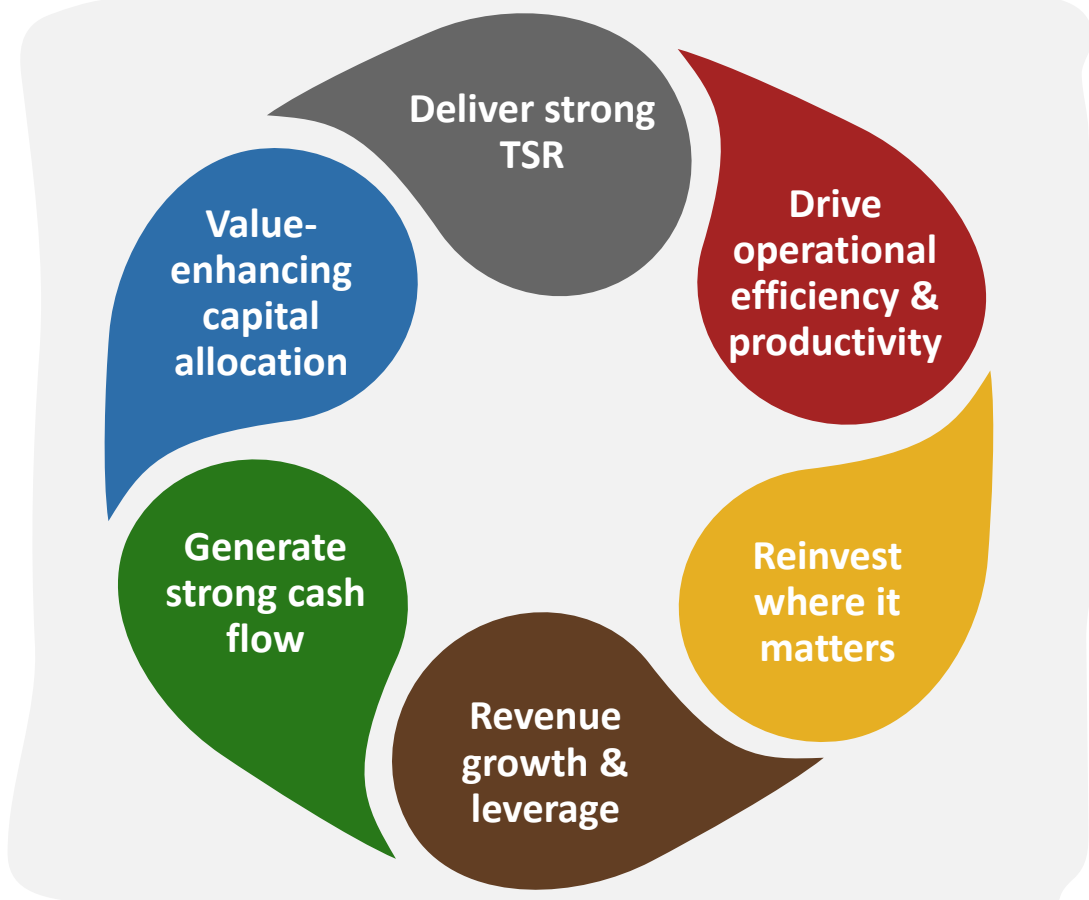 Deliver strong
TSR
Drive
operational
efficiency &
productivity
Reinvest
where it
matters
Revenue
growth &
leverage
Generate
strong cash
flow
Value-
enhancing
capital
allocation